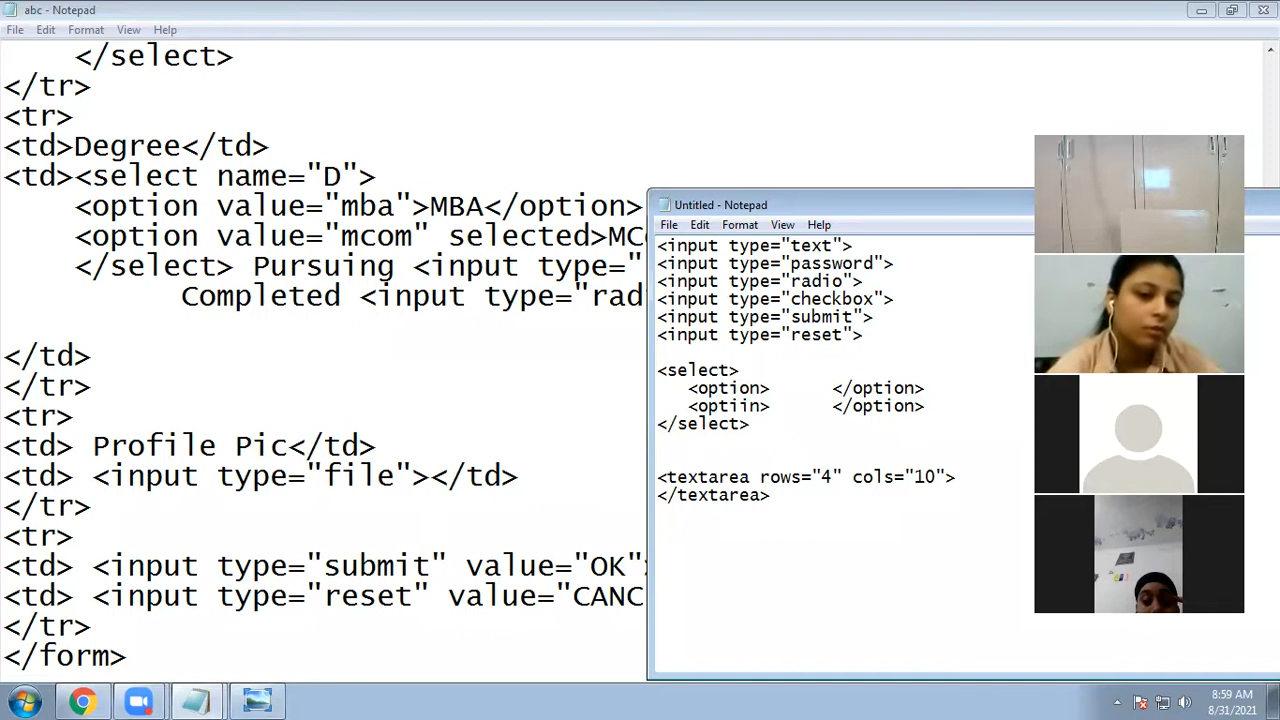 abc - Notepad
File Edit Format View Help
</select>
</tr>
<tr>
<td>Degree</td>
<td><select name="D">
<option value="mba">MBA</option>
<option value="mcom" selected>MC
</select> Pursuing <input type="
Completed <input type="rad
</td>
</tr>
<tr>
<td> Profile Pic</td>
<td> <input type="file"></td>
</tr>
<tr>
<td> <input type="submit" value="OK"
<td> <input type="reset" value="CANC
</tr>
</form>
Untitled - Notepad
File Edit Format View Help
<input type="text">
<input type="password">
<input type="radio">
<input type="checkbox">
<input type="submit">
<input type="reset">
<select>
<option> </option>
<optiin> </option>
</select>
<textarea rows="4" cols="10">
</textarea>
8:59 AM
8/31/2021